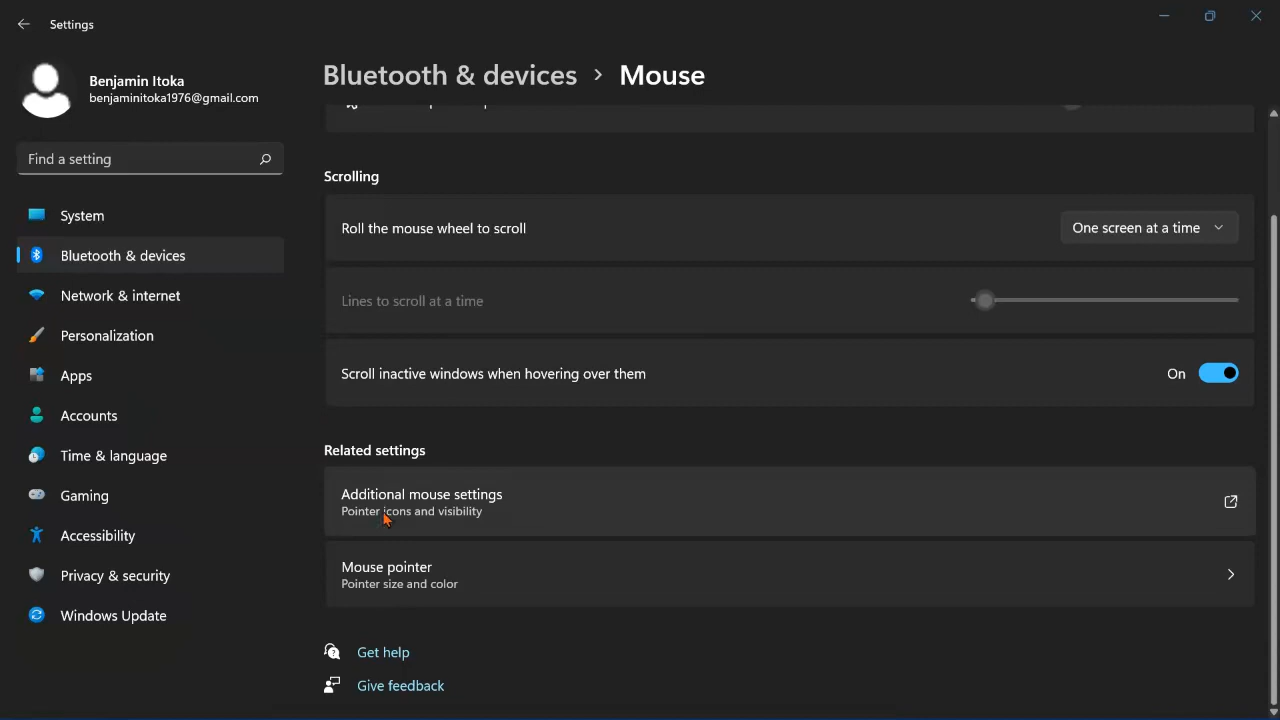 Settings
Benjamin Itoka
benjaminitoka1976@gmail.com
Find a setting
System
Bluetooth & devices
Network & internet
Personalization
Apps
Accounts
Time & language
Gaming
Accessibility
Privacy & security
Windows Update
Bluetooth & devices > Mouse
Scrolling
Roll the mouse wheel to scroll
One screen at a time
Lines to scroll at a time
Scroll inactive windows when hovering over them
On
Related settings
Additional mouse settings
Pointer icons and visibility
Mouse pointer
Pointer size and color
Get help
Give feedback